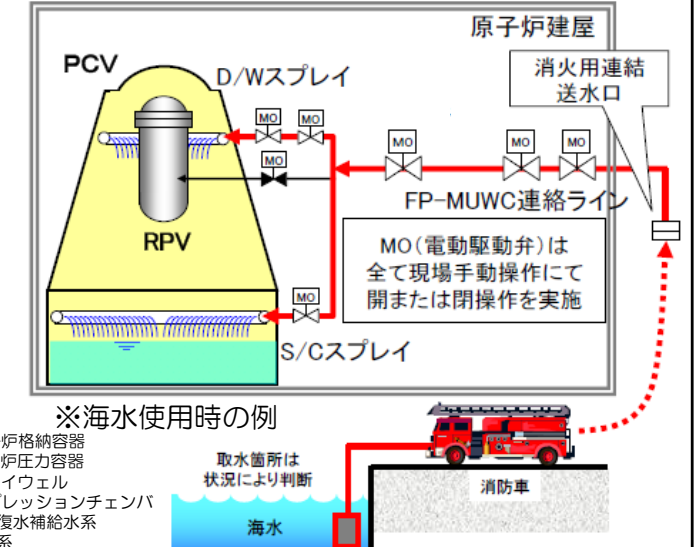 原子炉建屋
PCV
D/Wスプレイ
消火用連結
送水口
MO
MO
MO
MO
MO
MO
FP-MUWC連絡ライン
RPV
MO(電動駆動弁)は
全て現場手動操作にて
開または閉操作を実施
MO
S/Cスプレイ
※海水使用時の例
炉格納容器
炉圧力容器
イウェル
プレッションチェンバ
復水補給水系
系
取水箇所は
状況により判断
消防車
海水